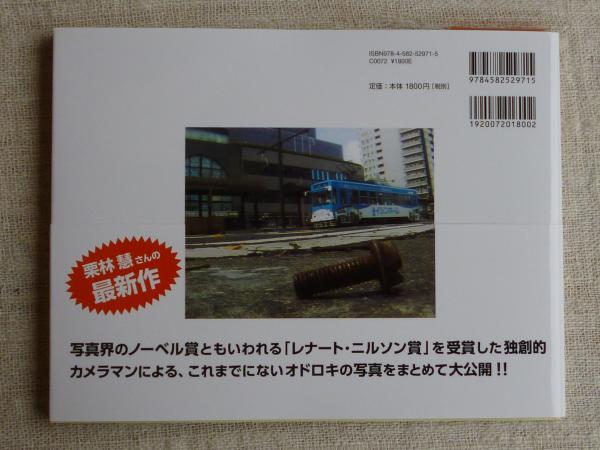 ISBN978-4-582-52971-5
C0072 ¥1800E
定価：本体 1800円［税別］
9784582529715
1920072018002
栗林 慧さんの
最新作
写真界のノーベル賞ともいわれる「レナート・ニルソン賞」を受賞した独創的
カメラマンによる、これまでにないオドロキの写真をまとめて大公開！！